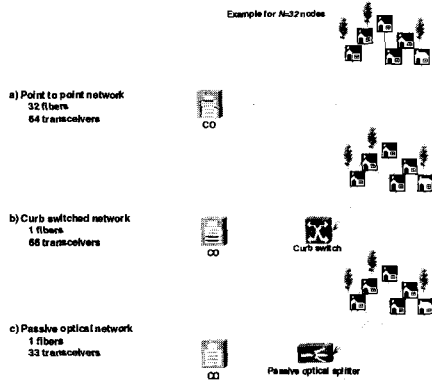 Example for N=32 nodes
a) Point to point network
32 fibers
64 transceivers
CO
b) Curb switched network
1 fibers
66 transceivers
CO
Curb switch
c) Passive optical network
1 fibers
33 transceivers
CO
Passive optical splitter